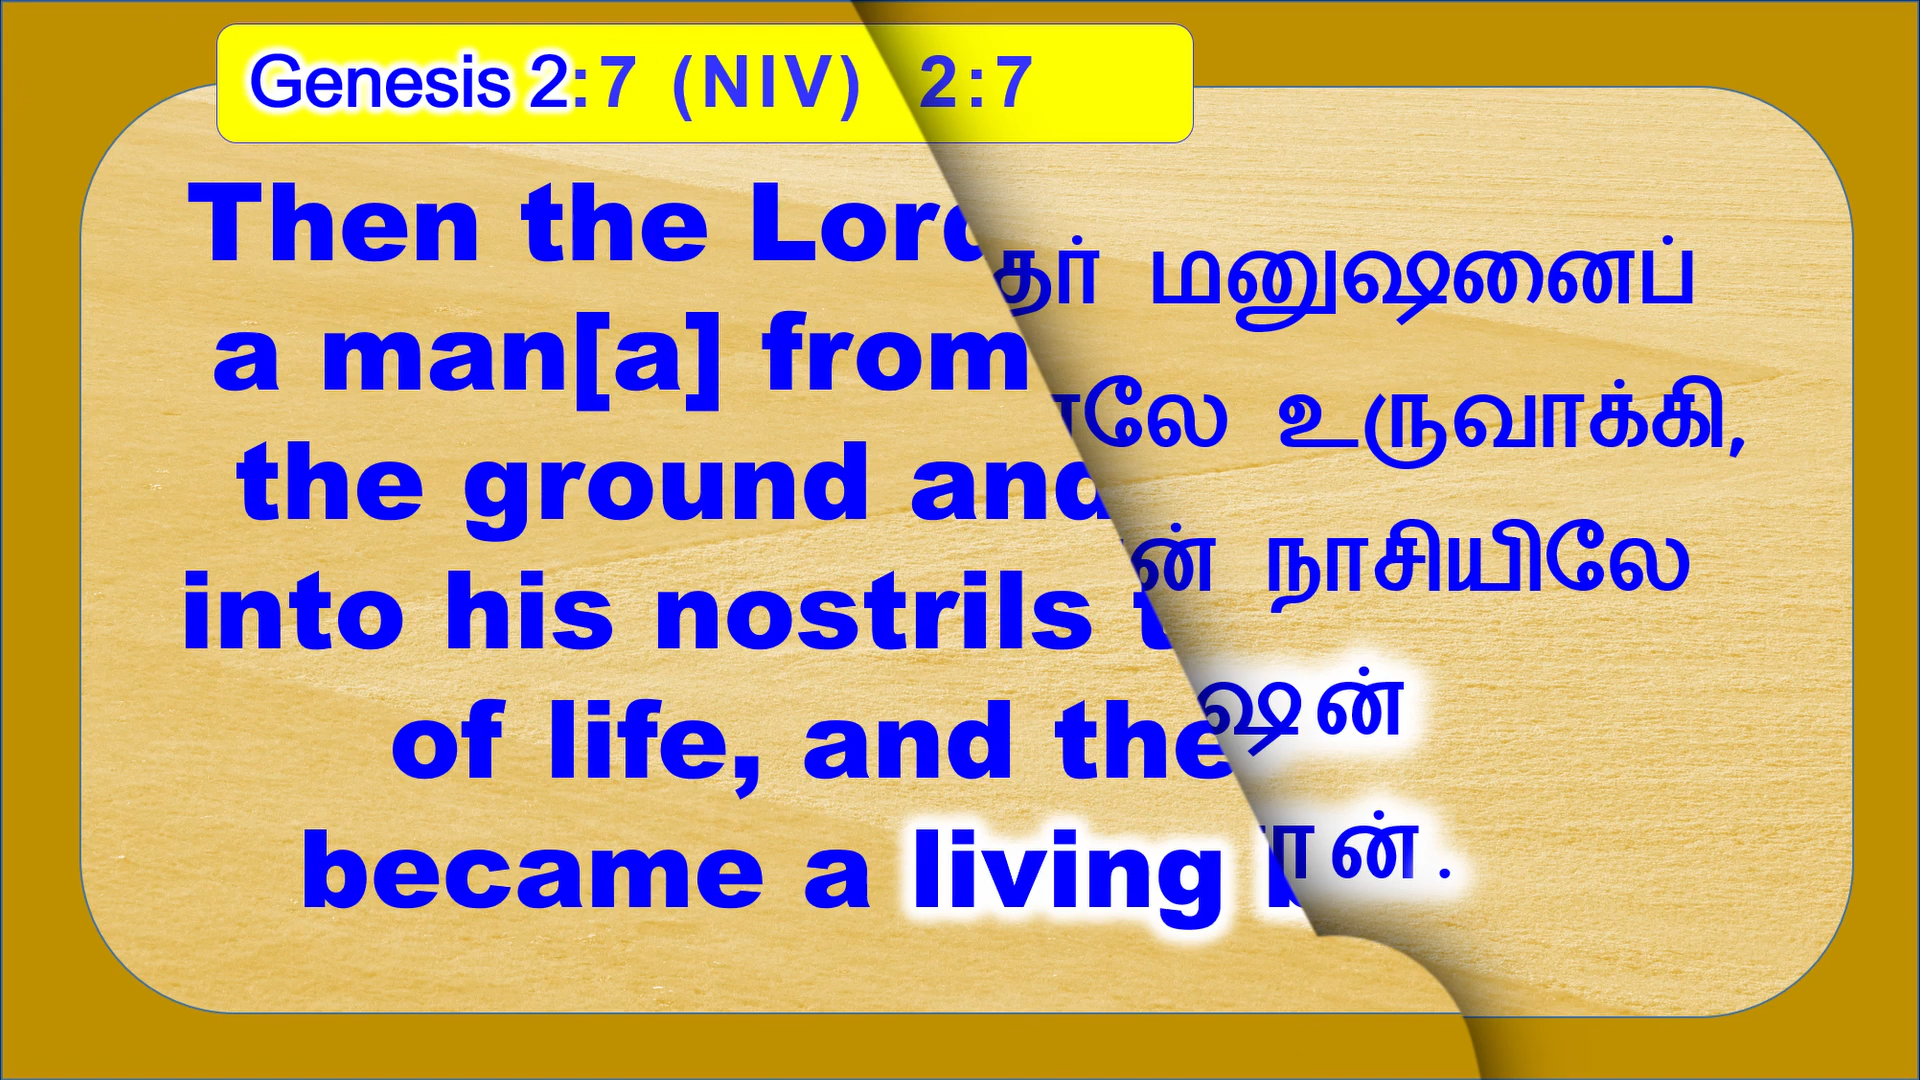 Genesis 2:7 (NIV) 2:7
Then the Lord
தர் மனுஷனைப்
a man[a] from
லே உருவாக்கி,
the ground and
ன் நாசியிலே
into his nostrils
ஷன்
of life, and the
became a living
ான்.